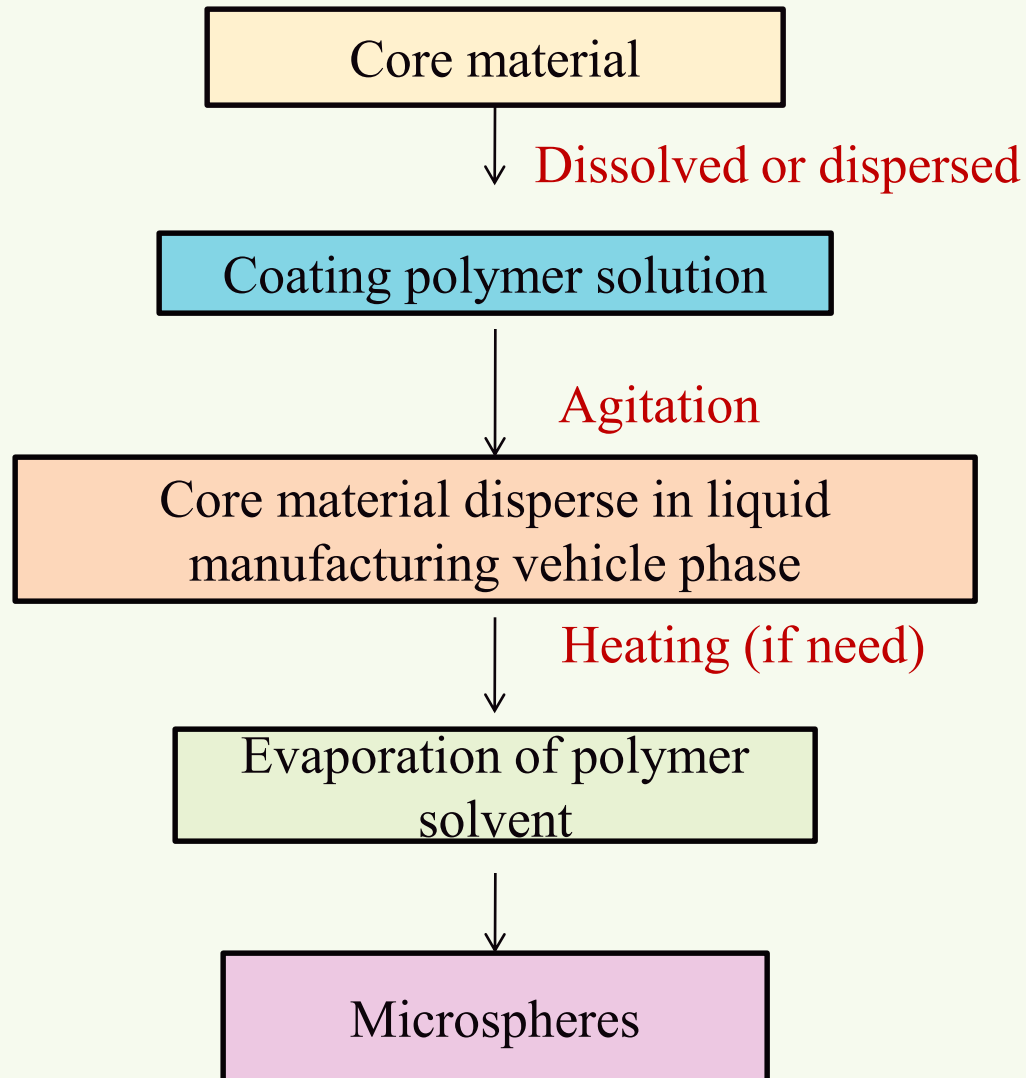 Core material
Dissolved or dispersed
Coating polymer solution
Agitation
Core material disperse in liquid
manufacturing vehicle phase
Heating (if need)
Evaporation of polymer
solvent
Microspheres